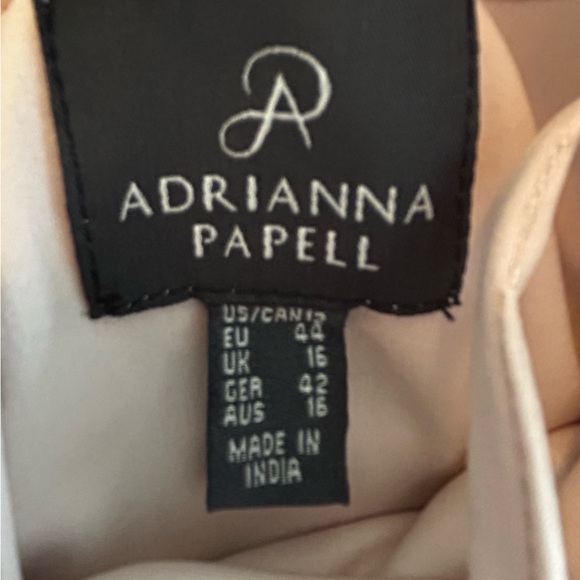 ADRIANNA
PAPELL
US/CAN
EU 44
UK 16
GER 42
AUS 16
MADE IN
INDIA